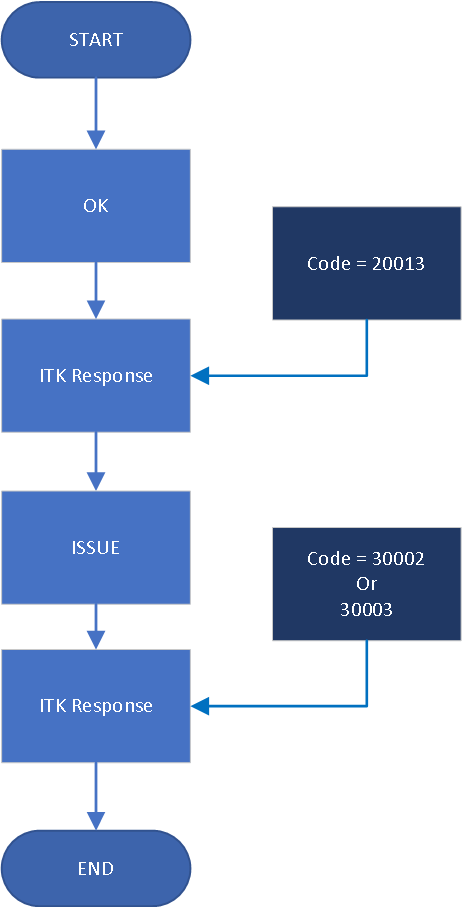 START
OK
Code = 20013
ITK Response
ISSUE
Code = 30002
Or
30003
ITK Response
END